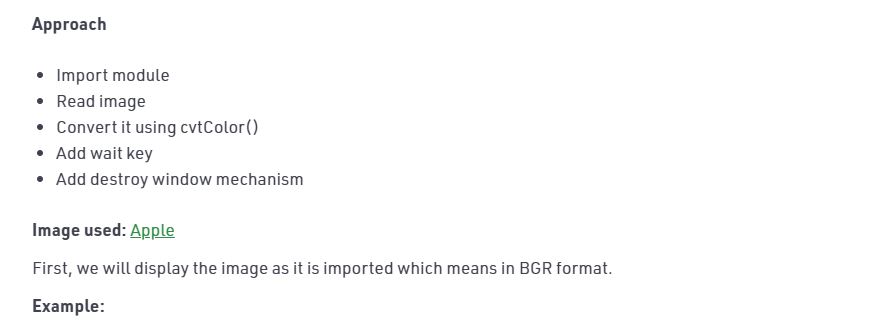 Approach
Import module
Read image
Convert it using cvtColor()
Add wait key
Add destroy window mechanism
Image used: Apple
First, we will display the image as it is imported which means in BGR format.
Example: